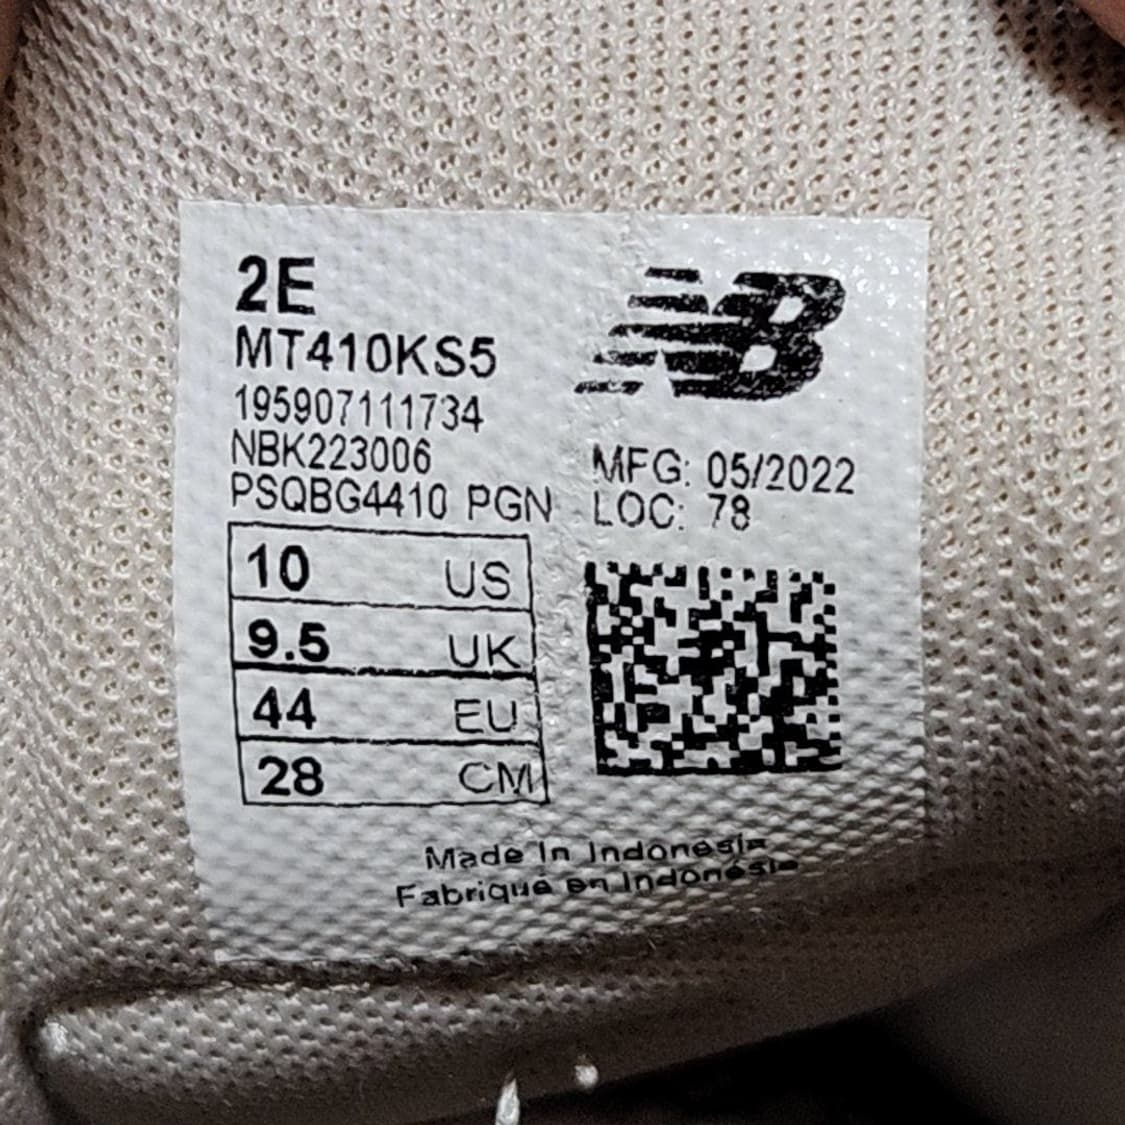 2E
NB
MT410KS5
195907111734
NBK223006
PSQBG4410 PGN
MFG: 05/2022
LOC: 78
10 US
9.5 UK
44 EU
28 CM
Made in Indonesia
Fabriqué en Indonésie